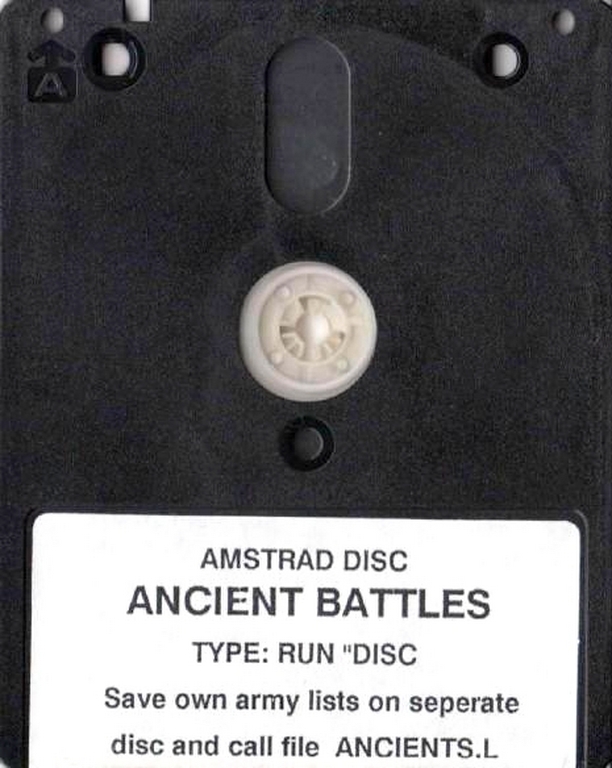 A
AMSTRAD DISC
ANCIENT BATTLES
TYPE: RUN "DISC
Save own army lists on seperate
disc and call file ANCIENTS.L